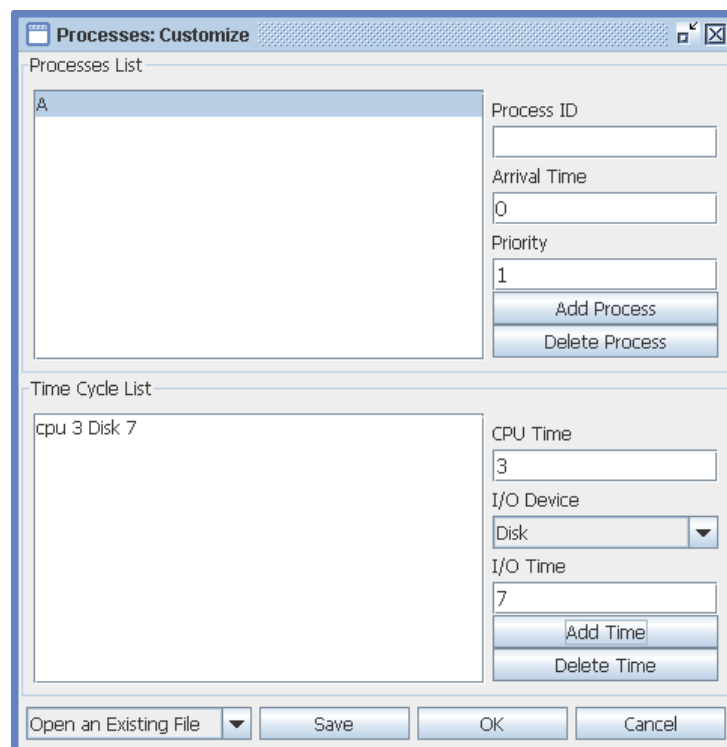 Processes: Customize
Processes List
A
Process ID
Arrival Time
0
Priority
1
Add Process
Delete Process
Time Cycle List
cpu 3 Disk 7
CPU Time
3
I/O Device
Disk
I/O Time
7
Add Time
Delete Time
Open an Existing File Save OK Cancel